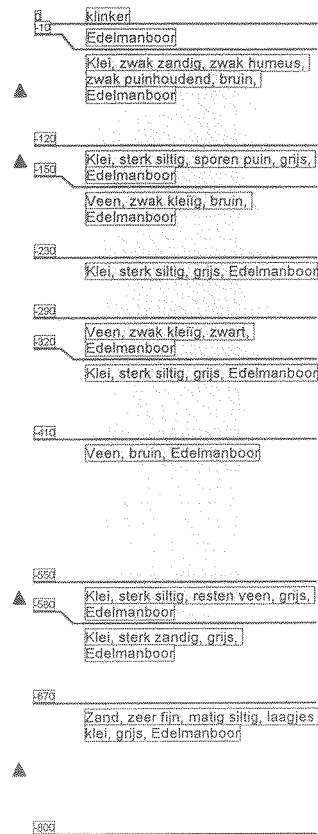 0 klinker
-10
Edelmanboor
Klei, zwak zandig, zwak humeus,
zwak puinhoudend, bruin,
Edelmanboor
-120
Klei, sterk siltig, sporen puin, grijs,
-150
Edelmanboor
Veen, zwak kleiïg, bruin,
Edelmanboor
-230
Klei, sterk siltig, grijs, Edelmanboor
-290
Veen, zwak kleiïg, zwart,
-320
Edelmanboor
Klei, sterk siltig, grijs, Edelmanboor
-410
Veen, bruin, Edelmanboor
-550
Klei, sterk siltig, resten veen, grijs,
-580
Edelmanboor
Klei, sterk zandig, grijs,
Edelmanboor
-670
Zand, zeer fijn, matig siltig, laagjes
klei, grijs, Edelmanboor
-800